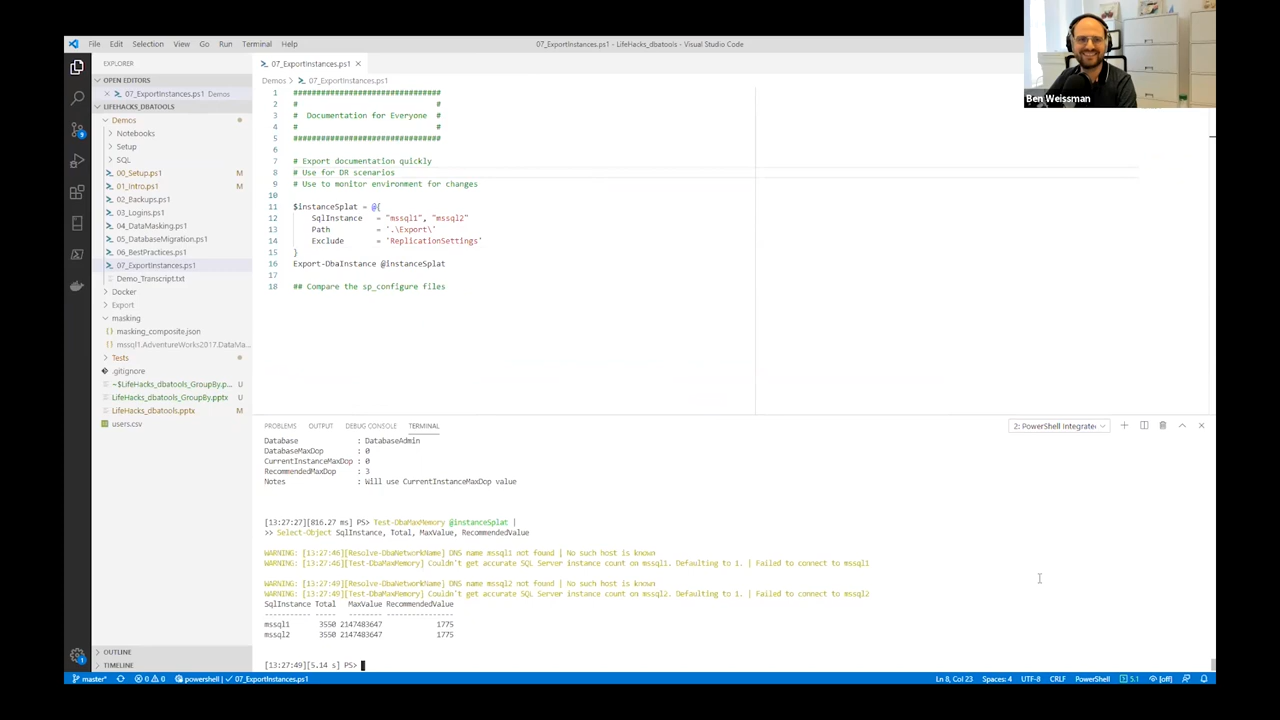 File Edit Selection View Go Run Terminal Help
07_ExportInstances.ps1 - LifeHacks_dbatools - Visual Studio Code
EXPLORER
OPEN EDITORS
07_ExportInstances.ps1 Demos
LIFEHACKS_DBATOOLS
Demos
Notebooks
Setup
SQL
00_Setup.ps1 M
01_Intro.ps1 M
02_Backups.ps1
03_Logins.ps1
04_DataMasking.ps1
05_DatabaseMigration.ps1
06_BestPractices.ps1
07_ExportInstances.ps1
Demo_Transcript.txt
Docker
Export
masking
masking_composite.json
mssql1.AdventureWorks2017.DataMa...
Tests
.gitignore
~$LifeHacks_dbatools_GroupBy.p... U
LifeHacks_dbatools_GroupBy.pptx U
LifeHacks_dbatools.pptx M
users.csv
OUTLINE
TIMELINE
07_ExportInstances.ps1
Demos > 07_ExportInstances.ps1
1 ################################
2 # #
3 # Documentation for Everyone #
4 # #
5 ################################
6
7 # Export documentation quickly
8 # Use for DR scenarios
9 # Use to monitor environment for changes
10
11 $instanceSplat = @{
12 SqlInstance = "mssql1", "mssql2"
13 Path = '.\Export\'
14 Exclude = 'ReplicationSettings'
15 }
16 Export-DbaInstance @instanceSplat
17
18 ## Compare the sp_configure files
Ben Weissman
PROBLEMS OUTPUT DEBUG CONSOLE TERMINAL
2: PowerShell Integrate
Database : DatabaseAdmin
DatabaseMaxDop : 0
CurrentInstanceMaxDop : 0
RecommendedMaxDop : 3
Notes : Will use CurrentInstanceMaxDop value
[13:27:27][816.27 ms] PS> Test-DbaMaxMemory @instanceSplat |
>> Select-Object SqlInstance, Total, MaxValue, RecommendedValue
WARNING: [13:27:46][Resolve-DbaNetworkName] DNS name mssql1 not found | No such host is known
WARNING: [13:27:46][Test-DbaMaxMemory] Couldn't get accurate SQL Server instance count on mssql1. Defaulting to 1. | Failed to connect to mssql1
WARNING: [13:27:49][Resolve-DbaNetworkName] DNS name mssql2 not found | No such host is known
WARNING: [13:27:49][Test-DbaMaxMemory] Couldn't get accurate SQL Server instance count on mssql2. Defaulting to 1. | Failed to connect to mssql2
SqlInstance Total MaxValue RecommendedValue
----------- ----- -------- ----------------
mssql1 3550 2147483647 1775
mssql2 3550 2147483647 1775
[13:27:49][5.14 s] PS>
master* 0 0 powershell | 07_ExportInstances.ps1
Ln 8, Col 23 Spaces: 4 UTF-8 CRLF PowerShell 5.1 [off]